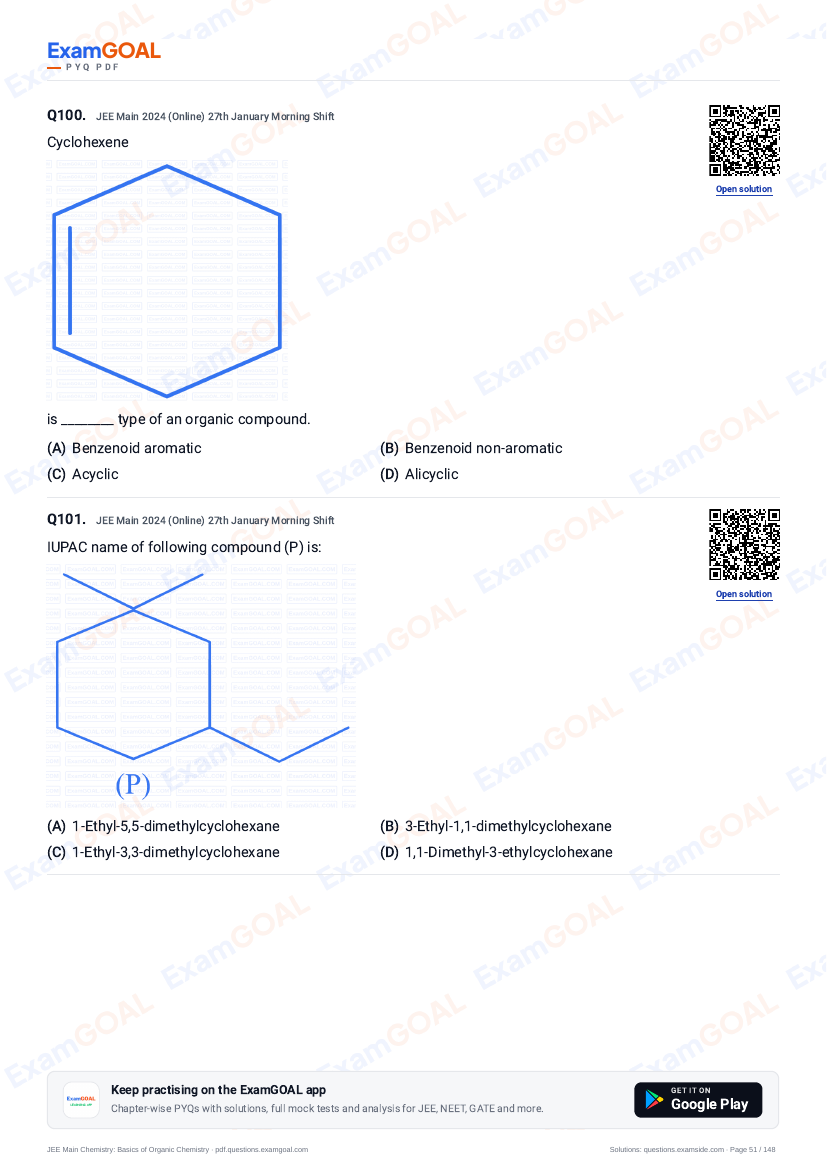 ExamGOAL
PYQ PDF
Q100. JEE Main 2024 (Online) 27th January Morning Shift
Cyclohexene
Open solution
is ________ type of an organic compound.
(A) Benzenoid aromatic
(B) Benzenoid non-aromatic
(C) Acyclic
(D) Alicyclic
Q101. JEE Main 2024 (Online) 27th January Morning Shift
IUPAC name of following compound (P) is:
Open solution
(P)
(A) 1-Ethyl-5,5-dimethylcyclohexane
(B) 3-Ethyl-1,1-dimethylcyclohexane
(C) 1-Ethyl-3,3-dimethylcyclohexane
(D) 1,1-Dimethyl-3-ethylcyclohexane
ExamGOAL
Keep practising on the ExamGOAL app
Chapter-wise PYQs with solutions, full mock tests and analysis for JEE, NEET, GATE and more.
GET IT ON
Google Play
JEE Main Chemistry: Basics of Organic Chemistry · pdf.questions.examgoal.com
Solutions: questions.examside.com · Page 51 / 148